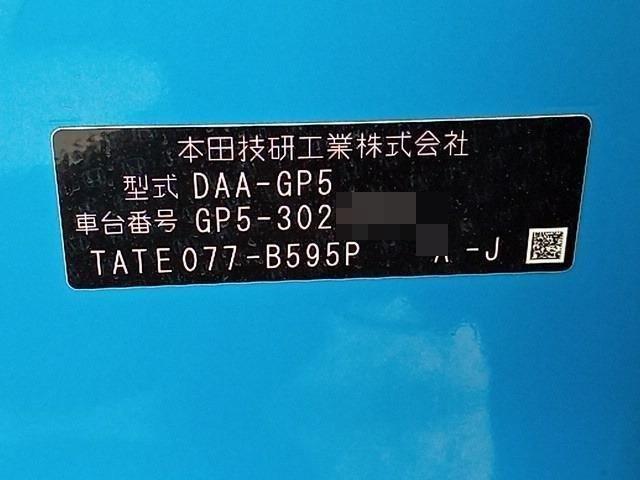 本田技研工業株式会社
型式 DAA-GP5
車台番号 GP5-302
TATE077-B595P -J